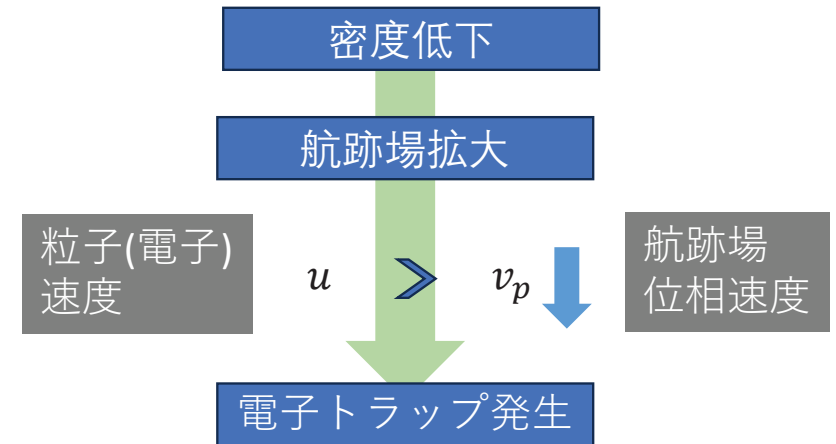 密度低下
航跡場拡大
粒子(電子)
速度
𝑢 > 𝑣𝑝
航跡場
位相速度
電子トラップ発生